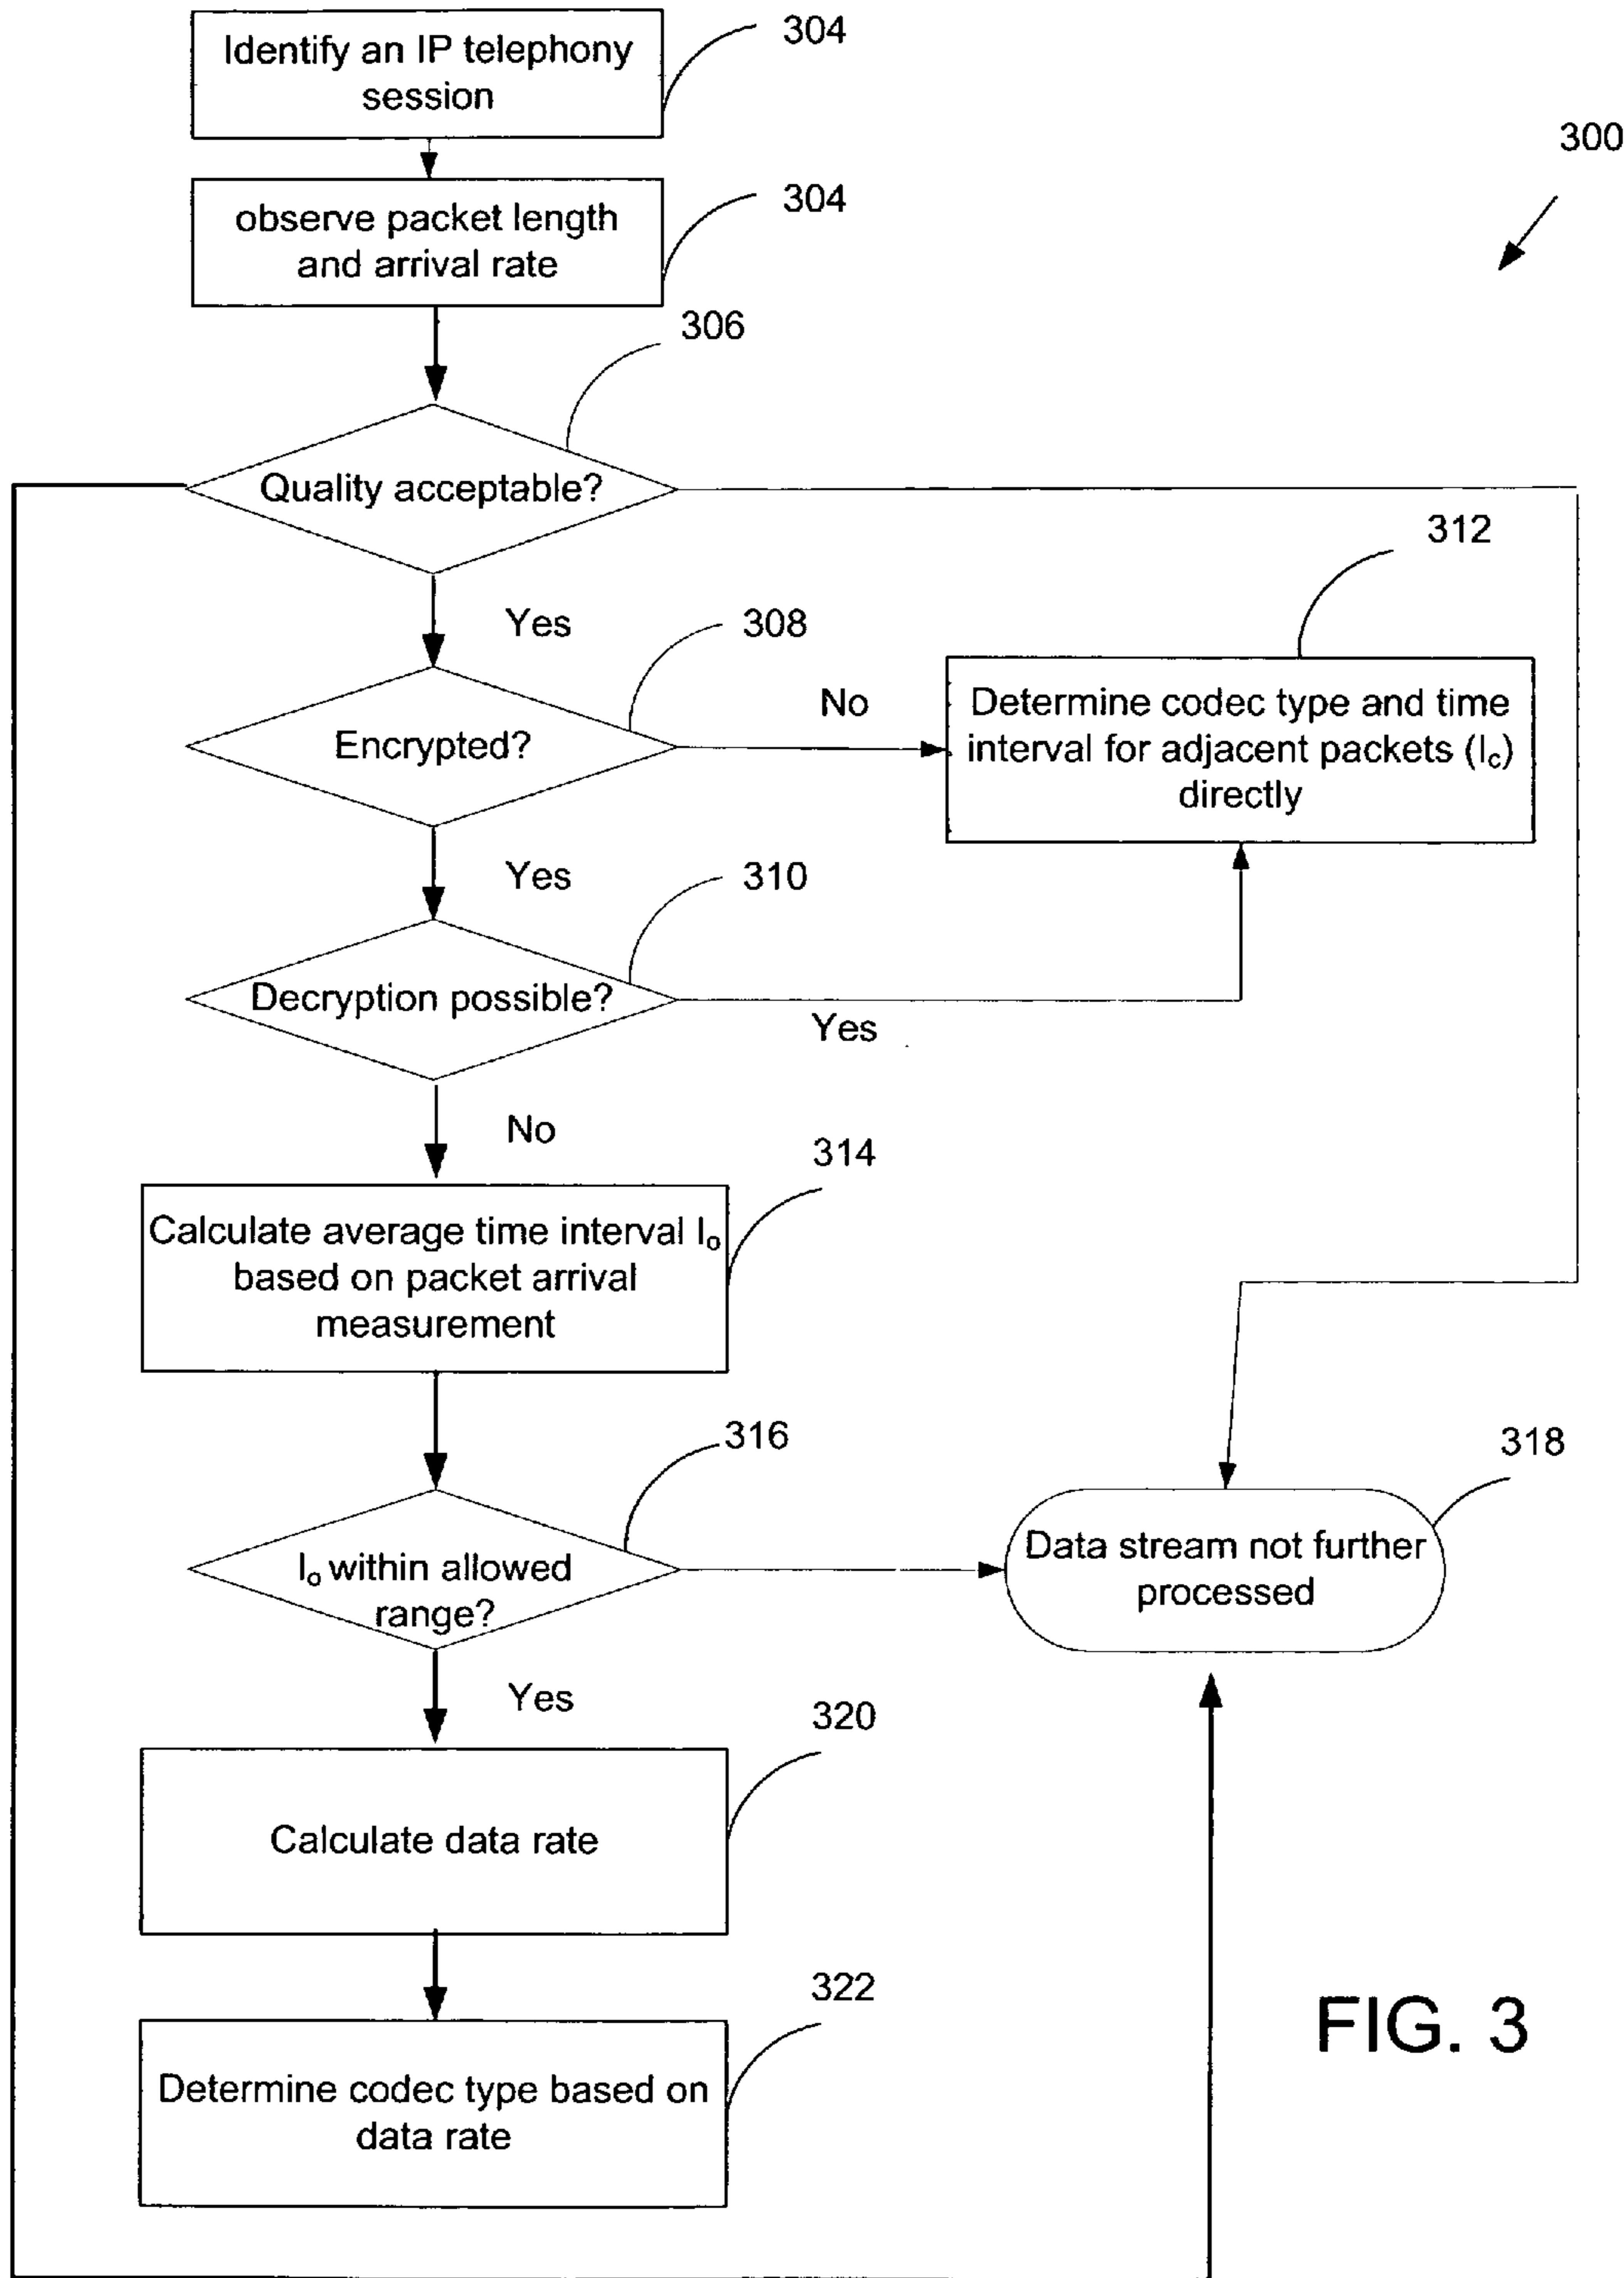 304
Identify an IP telephony
session
300
304
observe packet length
and arrival rate
306
Quality acceptable?
312
Yes
308
No
Determine codec type and time
interval for adjacent packets (Ic)
directly
Encrypted?
Yes
310
Decryption possible?
Yes
No
314
Calculate average time interval Io
based on packet arrival
measurement
316
318
Io within allowed
range?
Data stream not further
processed
Yes
320
Calculate data rate
322
FIG. 3
Determine codec type based on
data rate